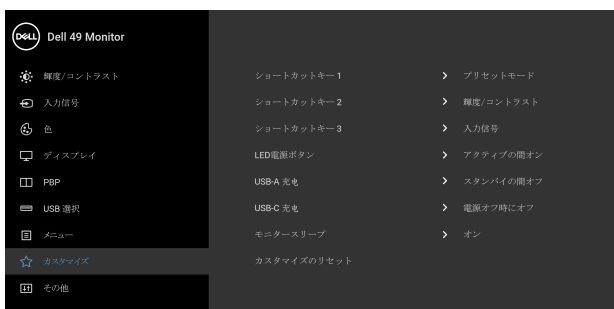 DELL Dell 49 Monitor
輝度/コントラスト
入力信号
色
ディスプレイ
PBP
USB 選択
メニュー
カスタマイズ
その他
ショートカットキー 1 プリセットモード
ショートカットキー 2 輝度/コントラスト
ショートカットキー 3 入力信号
LED電源ボタン アクティブの間オン
USB-A 充电 スタンバイの間オフ
USB-C 充电 電源オフ時にオフ
モニタースリープ オン
カスタマイズのリセット